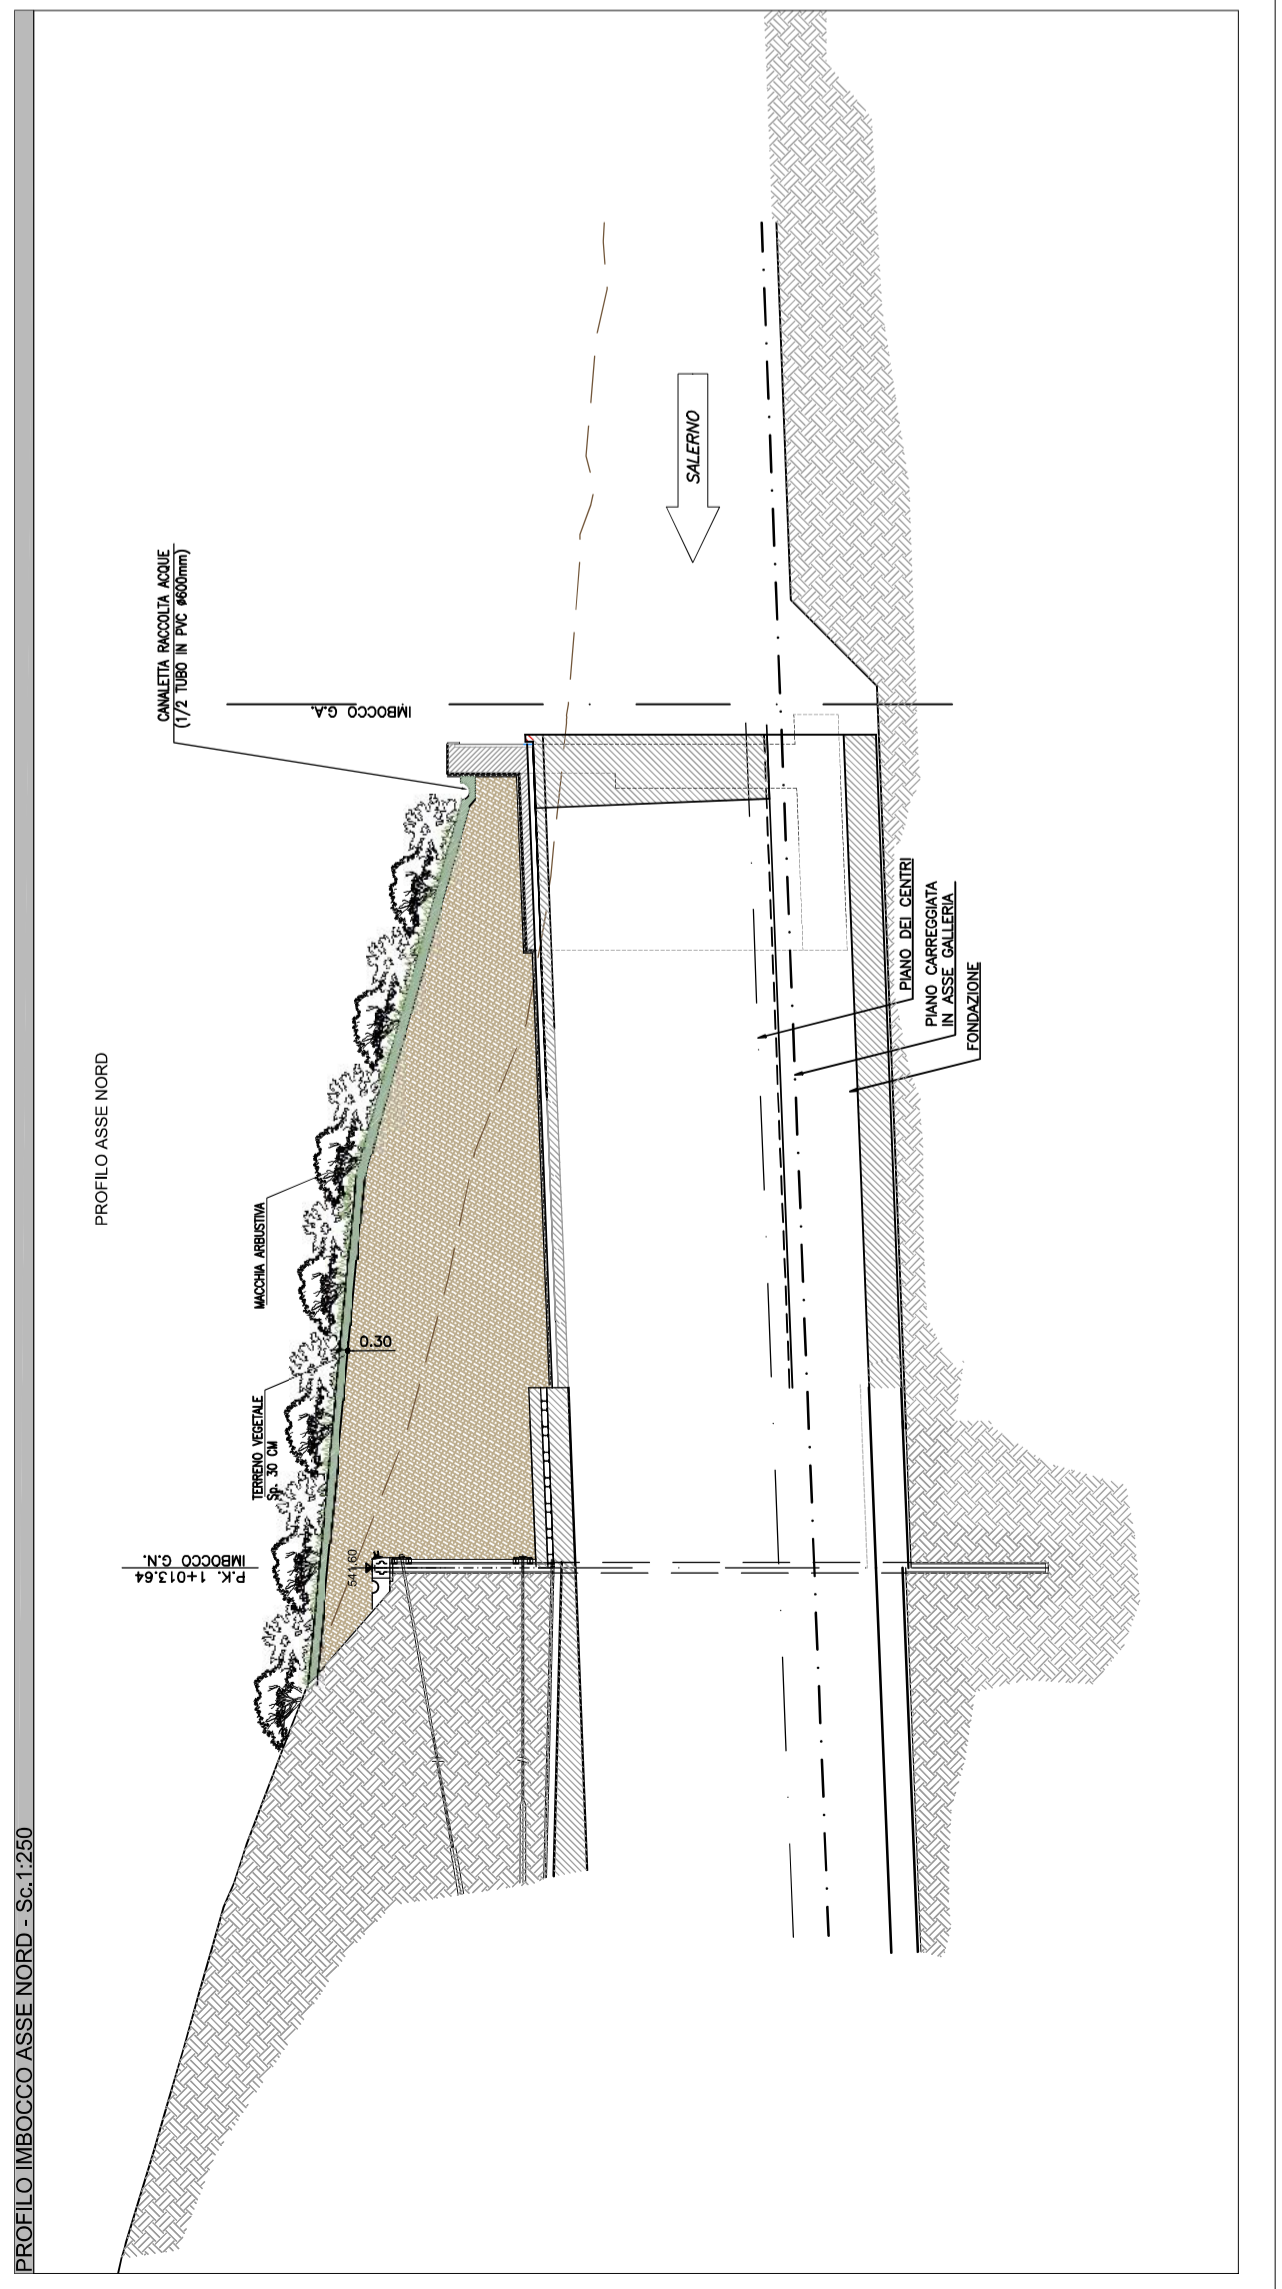 PROFILO IMBOCCO ASSE NORD - Sc.1:250
PROFILO ASSE NORD
P.K. 1+013.64
IMBOCCO G.N.
TERRENO VEGETALE
Sp. 30 CM
MACCHIA ARBUSTIVA
0.30
541.60
CANALETTA RACCOLTA ACQUE
(1/2 TUBO IN PVC ø600mm)
IMBOCCO G.A.
SALERNO
PIANO DEI CENTRI
PIANO CARREGGIATA
IN ASSE GALLERIA
FONDAZIONE